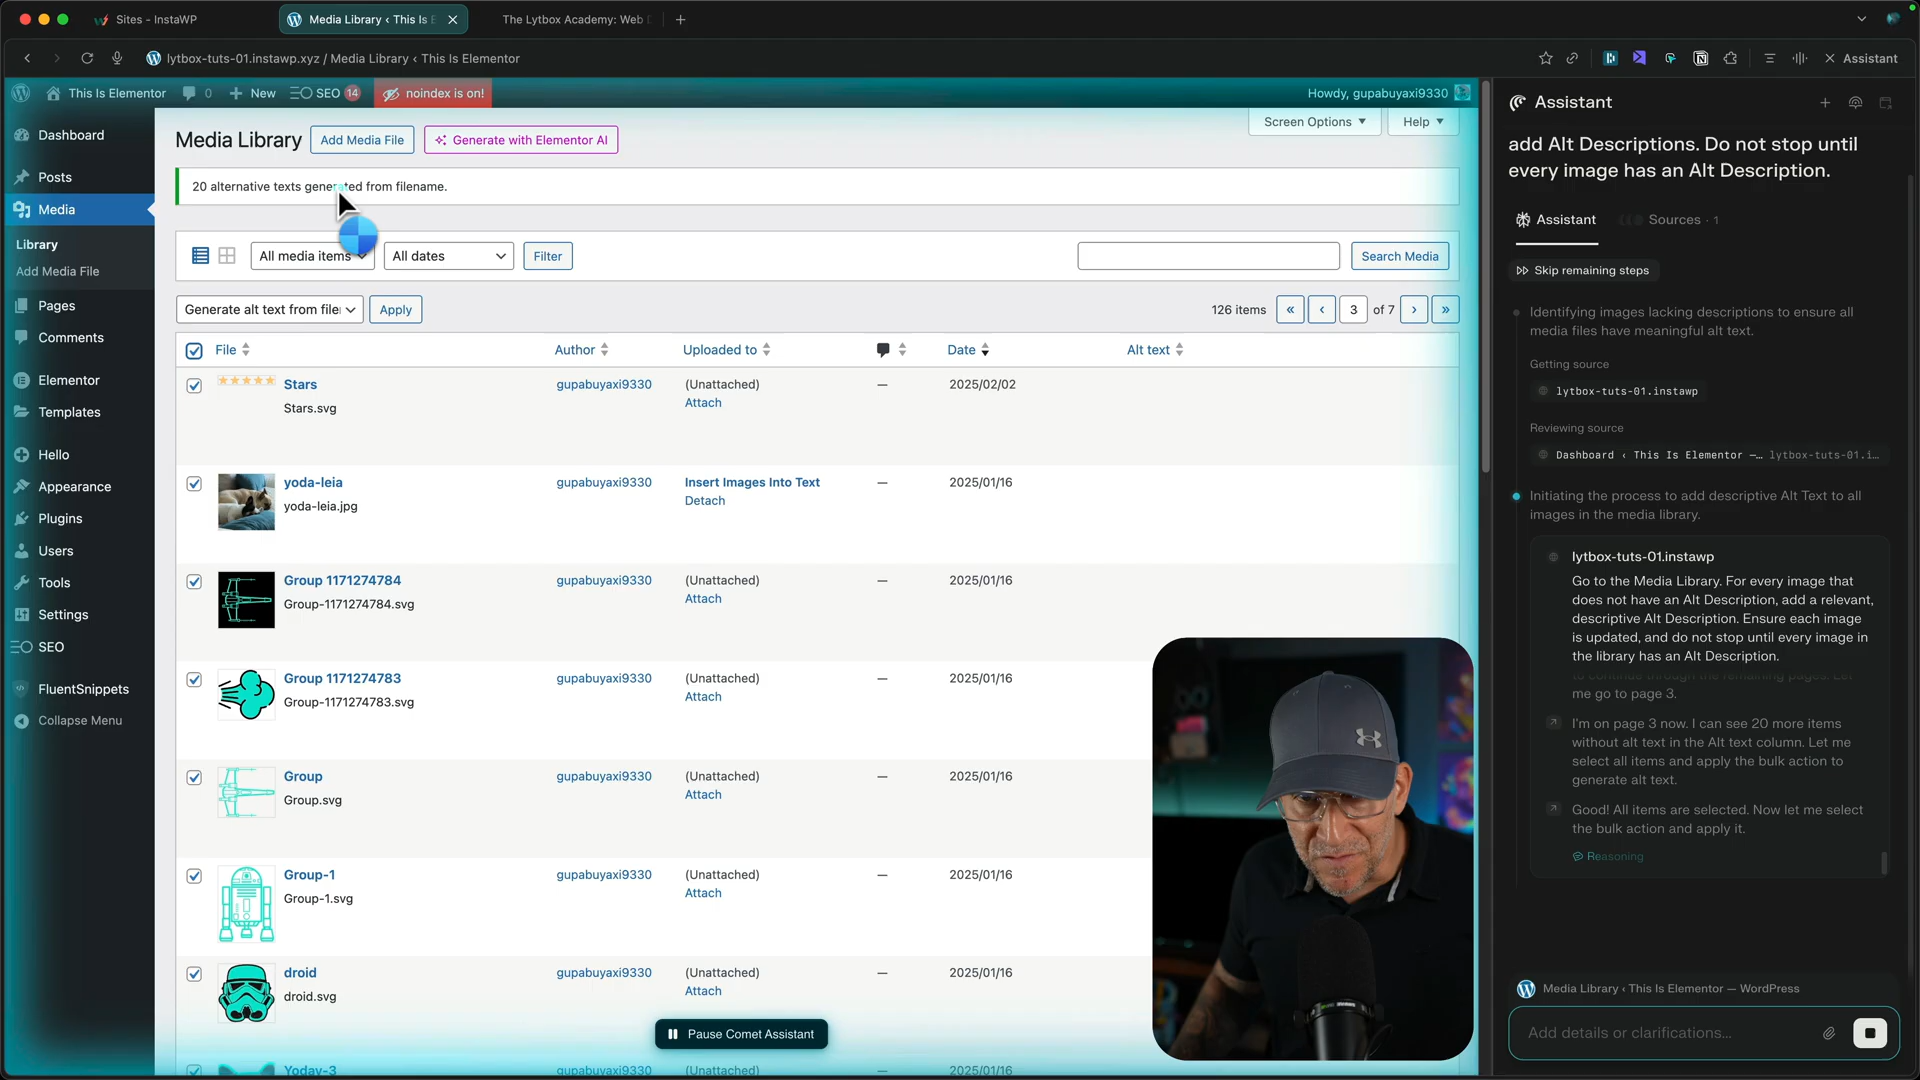 Sites - InstaWP
Media Library ‹ This Is E
The Lytbox Academy: Web D
lytbox-tuts-01.instawp.xyz / Media Library ‹ This Is Elementor
Assistant
This Is Elementor
0
New
SEO 14
noindex is on!
Howdy, gupabuyaxi9330
Dashboard
Posts
Media
Library
Add Media File
Pages
Comments
Elementor
Templates
Hello
Appearance
Plugins
Users
Tools
Settings
SEO
FluentSnippets
Collapse Menu
Media Library
Add Media File
Generate with Elementor AI
Screen Options
Help
20 alternative texts generated from filename.
All media items
All dates
Filter
Search Media
Generate alt text from file
Apply
126 items « ‹ 3 of 7 › »
File Author Uploaded to Date Alt text
Stars gupabuyaxi9330 (Unattached) — 2025/02/02
Stars.svg Attach
yoda-leia gupabuyaxi9330 Insert Images Into Text — 2025/01/16
yoda-leia.jpg Detach
Group 1171274784 gupabuyaxi9330 (Unattached) — 2025/01/16
Group-1171274784.svg Attach
Group 1171274783 gupabuyaxi9330 (Unattached) — 2025/01/16
Group-1171274783.svg Attach
Group gupabuyaxi9330 (Unattached) — 2025/01/16
Group.svg Attach
Group-1 gupabuyaxi9330 (Unattached) — 2025/01/16
Group-1.svg Attach
droid gupabuyaxi9330 (Unattached) — 2025/01/16
droid.svg Attach
Yoday-3 gupabuyaxi9330 (Unattached) — 2025/01/16
Pause Comet Assistant
Assistant
add Alt Descriptions. Do not stop until
every image has an Alt Description.
Assistant
Sources · 1
Skip remaining steps
Identifying images lacking descriptions to ensure all
media files have meaningful alt text.
Getting source
lytbox-tuts-01.instawp
Reviewing source
Dashboard ‹ This Is Elementor —… lytbox-tuts-01.i…
Initiating the process to add descriptive Alt Text to all
images in the media library.
lytbox-tuts-01.instawp
Go to the Media Library. For every image that
does not have an Alt Description, add a relevant,
descriptive Alt Description. Ensure each image
is updated, and do not stop until every image in
the library has an Alt Description.
to continue through the remaining pages. Let
me go to page 3.
I'm on page 3 now. I can see 20 more items
without alt text in the Alt text column. Let me
select all items and apply the bulk action to
generate alt text.
Good! All items are selected. Now let me select
the bulk action and apply it.
Reasoning
Media Library ‹ This Is Elementor — WordPress
Add details or clarifications…